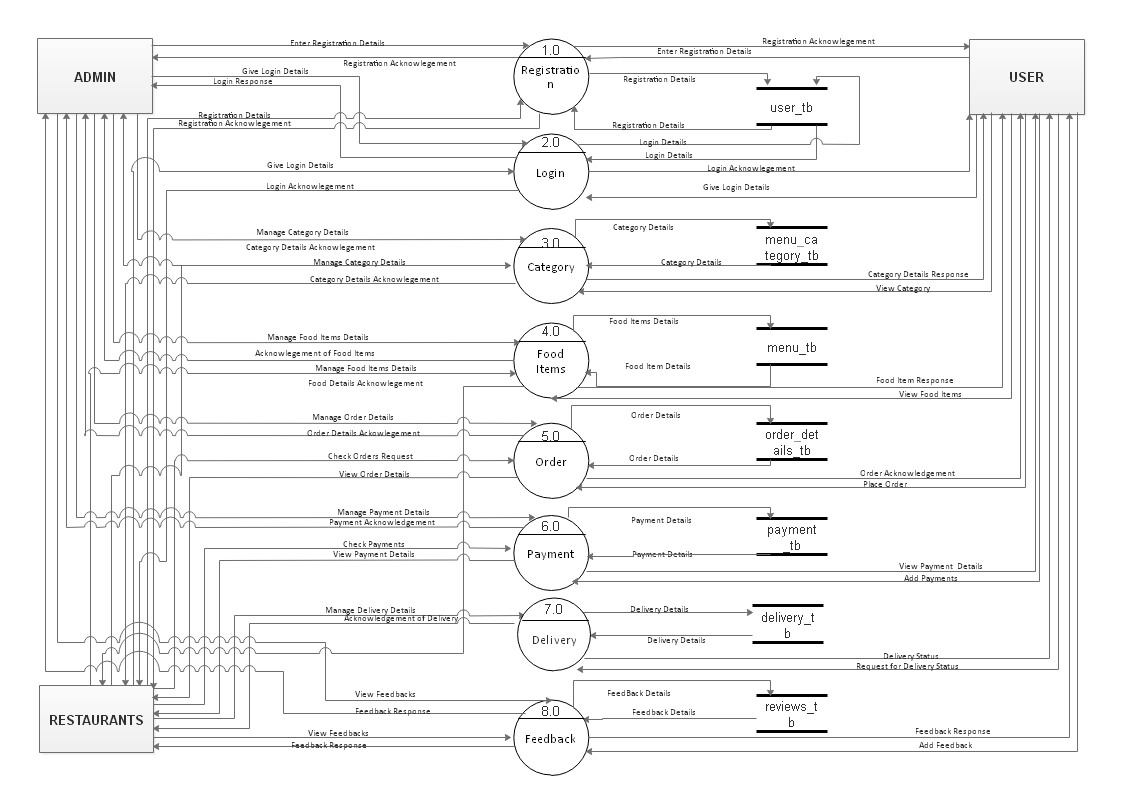 Enter Registration Details
1.0
Registration Acknowlegement
ADMIN
Registration Acknowlegement
Registratio
n
Enter Registration Details
USER
Give Login Details
Login Response
Registration Details
user_tb
Registration Details
Registration Acknowlegement
Registration Details
2.0
Login Details
Login Details
Give Login Details
Login
Login Acknowlegement
Login Acknowlegement
Give Login Details
Manage Category Details
3.0
Category Details
menu_ca
tegory_tb
Category Details Acknowlegement
Manage Category Details
Category
Category Details
Category Details Response
Category Details Acknowlegement
View Category
4.0
Food Items Details
Manage Food Items Details
menu_tb
Acknowlegement of Food Items
Food
Items
Manage Food Items Details
Food Item Details
Food Details Acknowlegement
Food Item Response
View Food Items
Manage Order Details
Order Details
Order Details Ackowlegement
5.0
order_det
ails_tb
Check Orders Request
Order
Order Details
View Order Details
Order Acknowledgement
Place Order
Manage Payment Details
Payment Acknowledgement
6.0
Payment Details
payment
_tb
Check Payments
View Payment Details
Payment
Payment Details
View Payment Details
Add Payments
Manage Delivery Details
7.0
Delivery Details
delivery_t
b
Acknowledgement of Delivery
Delivery
Delivery Details
Delivery Status
Request for Delivery Status
View Feedbacks
FeedBack Details
Feedback Response
8.0
Feedback Details
reviews_t
b
RESTAURANTS
View Feedbacks
Feedback
Feedback Response
Feedback Response
Add Feedback